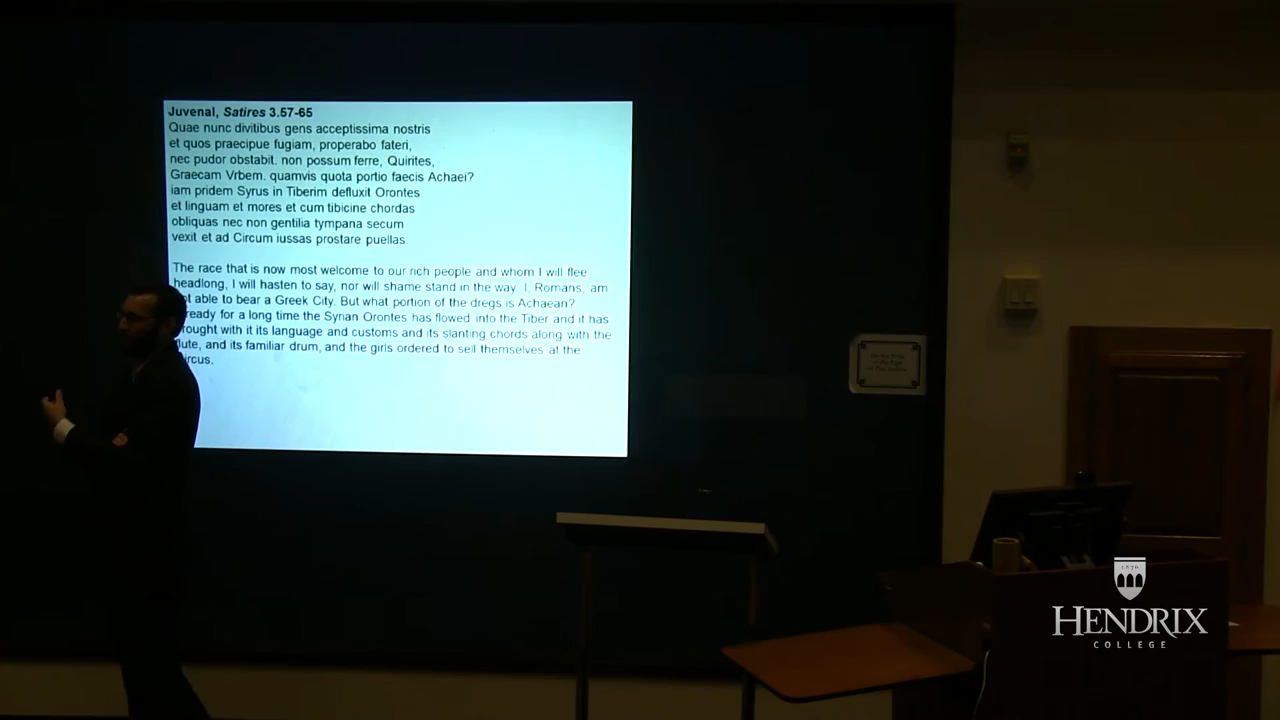 Juvenal, Satires 3.57-65
Quae nunc divitibus gens acceptissima nostris
et quos praecipue fugiam, properabo fateri,
nec pudor obstabit. non possum ferre, Quirites,
Graecam Vrbem. quamvis quota portio faecis Achaei?
iam pridem Syrus in Tiberim defluxit Orontes
et linguam et mores et cum tibicine chordas
obliquas nec non gentilia tympana secum
vexit et ad Circum iussas prostare puellas.
The race that is now most welcome to our rich people and whom I will flee
headlong, I will hasten to say, nor will shame stand in the way. I, Romans, am
able to bear a Greek City. But what portion of the dregs is Achaean?
for a long time the Syrian Orontes has flowed into the Tiber and it has
with it its language and customs and its slanting chords along with the
and its familiar drum, and the girls ordered to sell themselves at the
1876
HENDRIX
COLLEGE